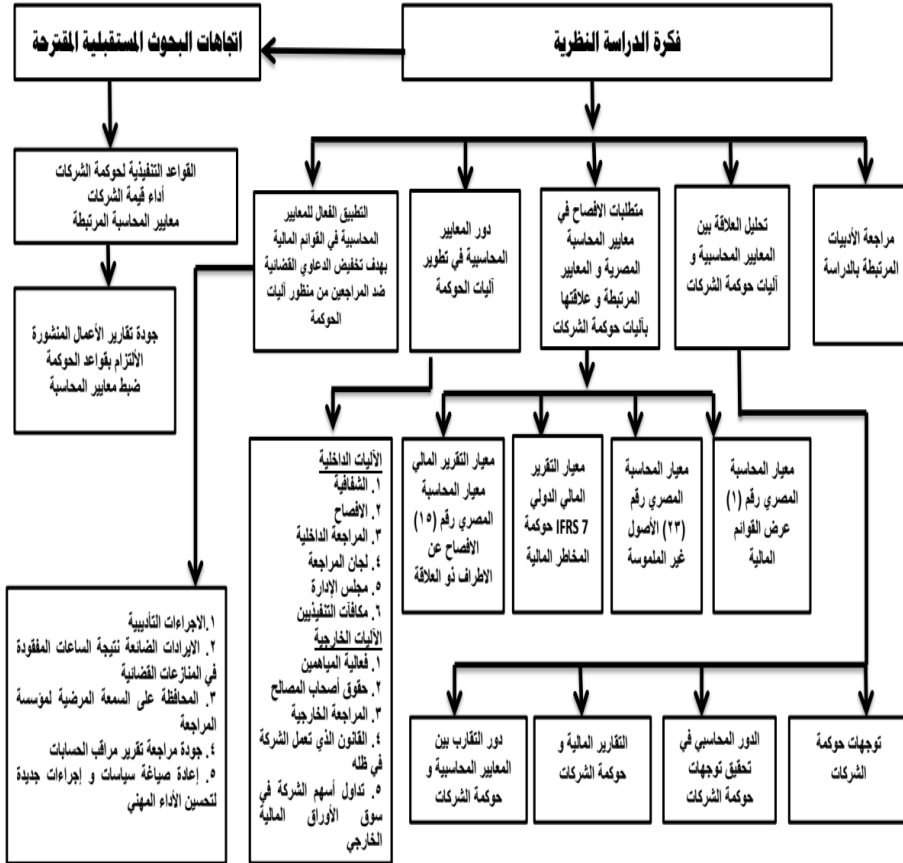 فكرة الدراسة النظرية
اتجاهات البحوث المستقبلية المقترحة
مراجعة الأدبيات
المرتبطة بالدراسة
تحليل العلاقة بين
المعايير المحاسبية و
آليات حوكمة الشركات
متطلبات الافصاح في
معايير المحاسبة
المصرية و المعايير
المرتبطة و علاقتها
بآليات حوكمة الشركات
دور المعايير
المحاسبية في تطوير
آليات الحوكمة
التطبيق الفعال للمعايير
المحاسبية في القوائم المالية
بهدف تخفيض الدعاوي القضائية
ضد المراجعين من منظور آليات
الحوكمة
القواعد التنفيذية لحوكمة الشركات
أداء قيمة الشركات
معايير المحاسبة المرتبطة
جودة تقارير الأعمال المنشورة
الألتزام بقواعد الحوكمة
ضبط معايير المحاسبة
معيار المحاسبة
المصري رقم (١)
عرض القوائم
المالية
معيار المحاسبة
المصري رقم
(٢٣) الأصول
غير الملموسة
معيار التقرير
المالي الدولي
IFRS 7 حوكمة
المخاطر المالية
معيار التقرير المالي
معيار المحاسبة
المصري رقم (١٥)
الافصاح عن
الاطراف ذو العلاقة
الآليات الداخلية
١. الشفافية
٢. الافصاح
٣. المراجعة الداخلية
٤. لجان المراجعة
٥. مجلس الإدارة
٦. مكافآت التنفيذيين
الآليات الخارجية
١. فعالية المياهمين
٢. حقوق أصحاب المصالح
٣. المراجعة الخارجية
٤. القانون الذي تعمل الشركة
في ظله
٥. تداول أسهم الشركة في
سوق الأوراق المالية
الخارجي
١.الاجراءات التأديبية
٢. الايرادات الضائعة نتيجة الساعات المفقودة
في المنازعات القضائية
٣. المحافظة على السمعة المرضية لمؤسسة
المراجعة
٤. جودة مراجعة تقرير مراقب الحسابات
٥. إعادة صياغة سياسات و إجراءات جديدة
لتحسين الأداء المهني
توجهات حوكمة
الشركات
الدور المحاسبي في
تحقيق توجهات
حوكمة الشركات
التقارير المالية و
حوكمة الشركات
دور التقارب بين
المعايير المحاسبية و
حوكمة الشركات